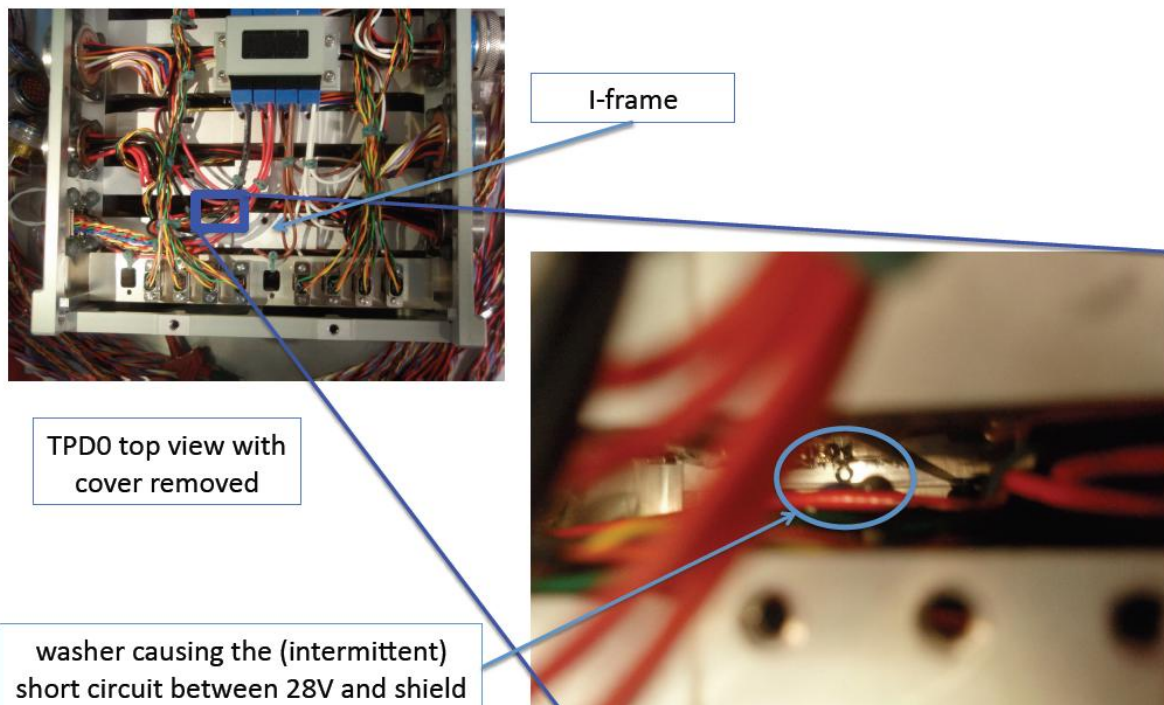 I-frame
TPD0 top view with
cover removed
washer causing the (intermittent)
short circuit between 28V and shield